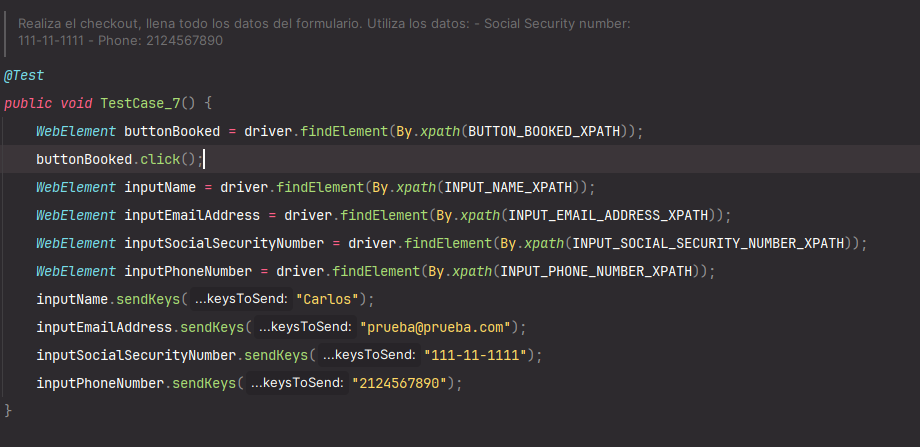 Realiza el checkout, llena todo los datos del formulario. Utiliza los datos: - Social Security number:
111-11-1111 - Phone: 2124567890
@Test
public void TestCase_7() {
WebElement buttonBooked = driver.findElement(By.xpath(BUTTON_BOOKED_XPATH));
buttonBooked.click();
WebElement inputName = driver.findElement(By.xpath(INPUT_NAME_XPATH));
WebElement inputEmailAddress = driver.findElement(By.xpath(INPUT_EMAIL_ADDRESS_XPATH));
WebElement inputSocialSecurityNumber = driver.findElement(By.xpath(INPUT_SOCIAL_SECURITY_NUMBER_XPATH));
WebElement inputPhoneNumber = driver.findElement(By.xpath(INPUT_PHONE_NUMBER_XPATH));
inputName.sendKeys( ...keysToSend: "Carlos");
inputEmailAddress.sendKeys( ...keysToSend: "prueba@prueba.com");
inputSocialSecurityNumber.sendKeys( ...keysToSend: "111-11-1111");
inputPhoneNumber.sendKeys( ...keysToSend: "2124567890");
}